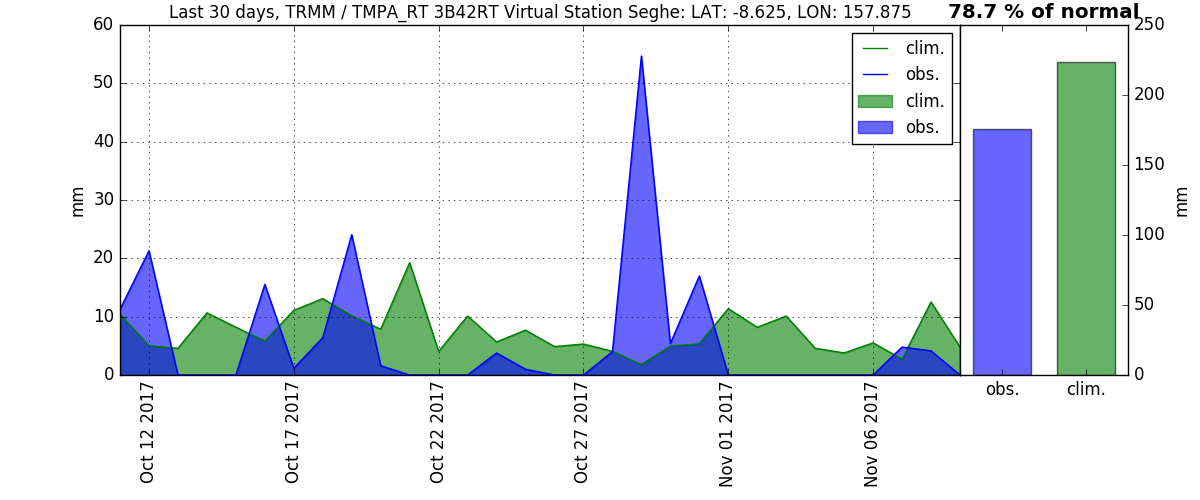 Last 30 days, TRMM / TMPA_RT 3B42RT Virtual Station Seghe: LAT: -8.625, LON: 157.875
78.7 % of normal
60
50
40
30
20
10
0
mm
clim.
obs.
clim.
obs.
Oct 12 2017
Oct 17 2017
Oct 22 2017
Oct 27 2017
Nov 01 2017
Nov 06 2017
250
200
150
100
50
0
mm
obs.
clim.